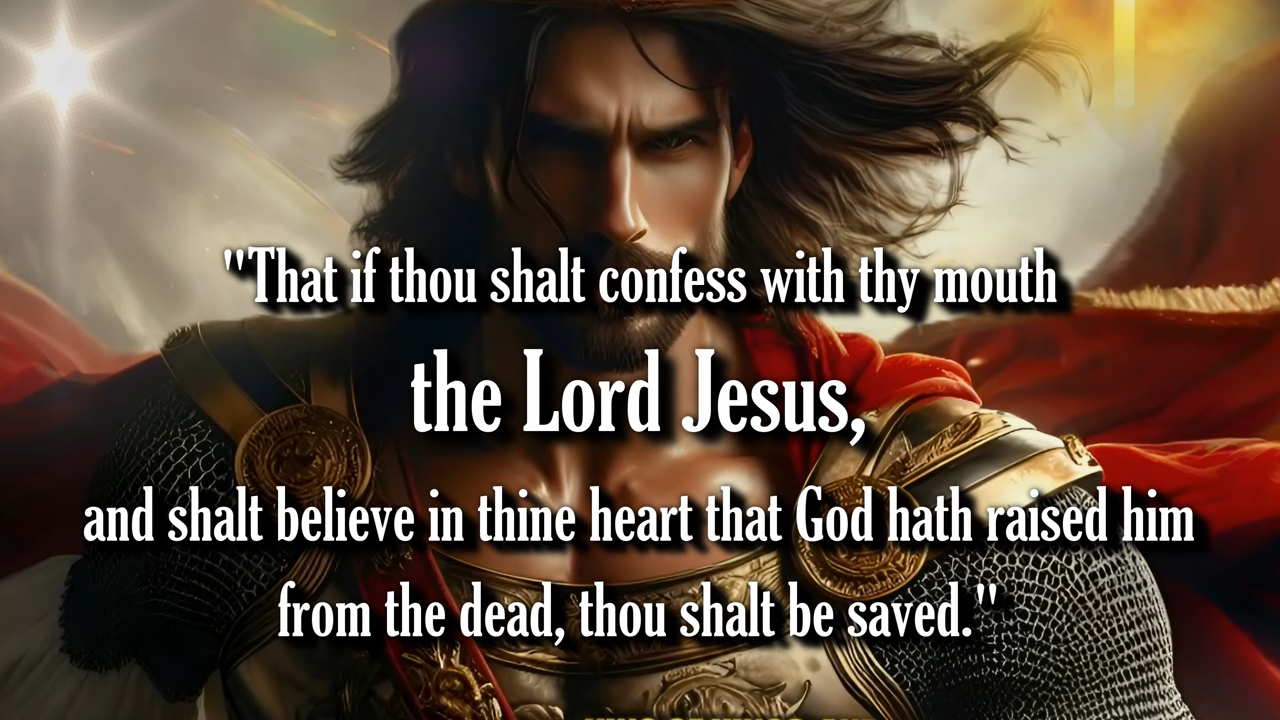 "That if thou shalt confess with thy mouth
the Lord Jesus,
and shalt believe in thine heart that God hath raised him
from the dead, thou shalt be saved."